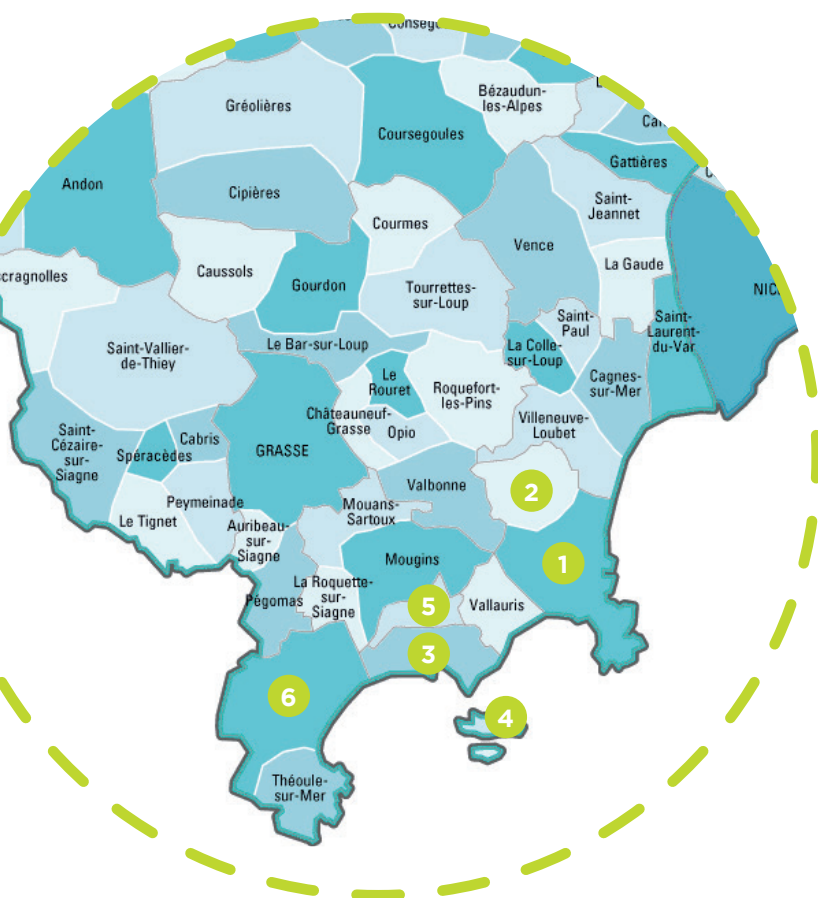 Gréolières
Bézaudun-
les-Alpes
Coursegoules
Gattières
Andon
Cipières
Saint-
Jeannet
Courmes
Vence
La Gaude
Caussols
Gourdon
Tourrettes-
sur-Loup
Saint-
Paul
Saint-
Laurent-
du-Var
Le Bar-sur-Loup
La Colle-
sur-Loup
Saint-Vallier-
de-Thiey
Le
Rouret
Roquefort-
les-Pins
Cagnes-
sur-Mer
Châteauneuf-
Grasse
Opio
Villeneuve-
Loubet
Saint-
Cézaire-
sur-
Siagne
Cabris
Spéracèdes
GRASSE
Valbonne
2
Peymeinade
Mouans-
Sartoux
Le Tignet
Auribeau-
sur-
Siagne
Mougins
1
La Roquette-
sur-
Siagne
Pégomas
5
Vallauris
3
6
4
Théoule-
sur-Mer